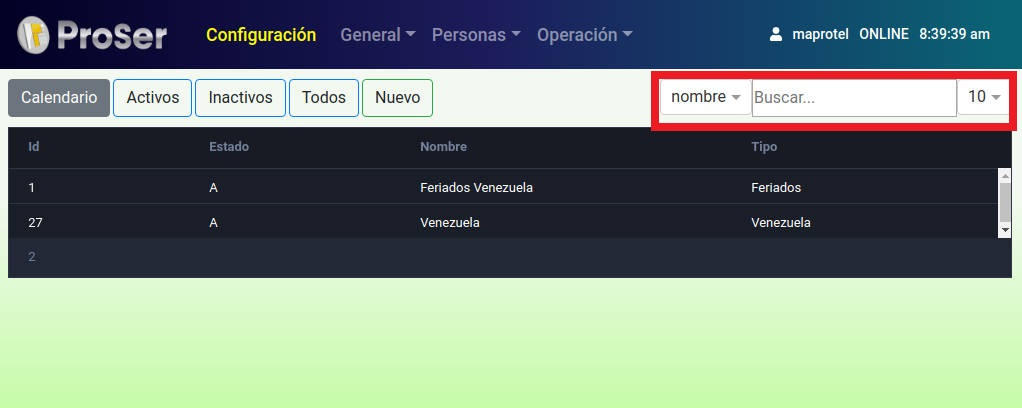 ProSer Configuración General Personas Operación maprotel ONLINE 8:39:39 am
Calendario Activos Inactivos Todos Nuevo nombre Buscar... 10
Id Estado Nombre Tipo
1 A Feriados Venezuela Feriados
27 A Venezuela Venezuela
2